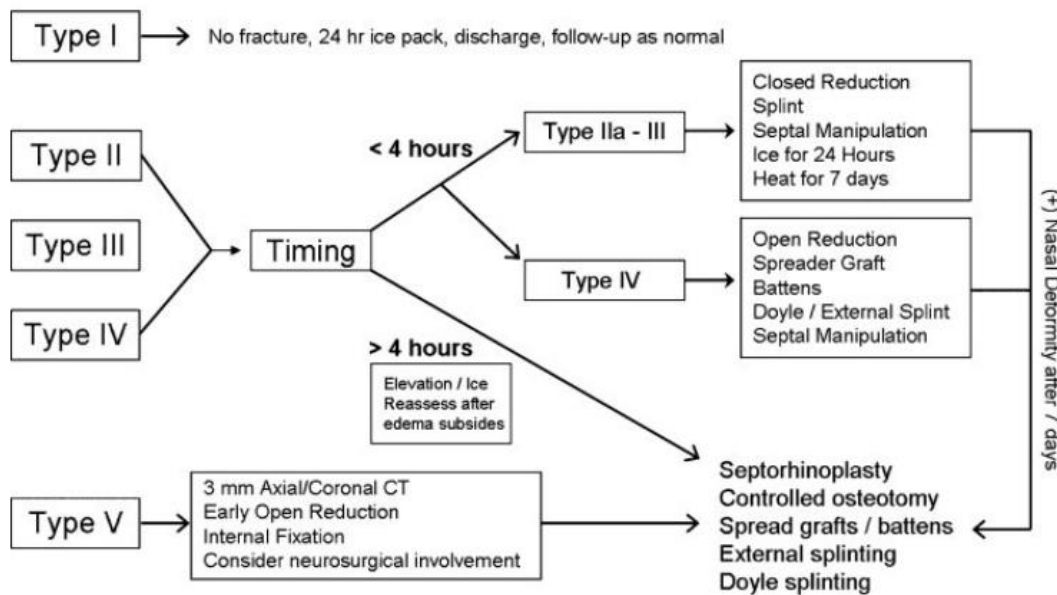 Type I
No fracture, 24 hr ice pack, discharge, follow-up as normal
Type II
Type III
Type IV
Timing
< 4 hours
Type IIa - III
Closed Reduction
Splint
Septal Manipulation
Ice for 24 Hours
Heat for 7 days
Type IV
Open Reduction
Spreader Graft
Battens
Doyle / External Splint
Septal Manipulation
(+) Nasal Deformity after 7 days
> 4 hours
Elevation / Ice
Reassess after
edema subsides
Type V
3 mm Axial/Coronal CT
Early Open Reduction
Internal Fixation
Consider neurosurgical involvement
Septorhinoplasty
Controlled osteotomy
Spread grafts / battens
External splinting
Doyle splinting